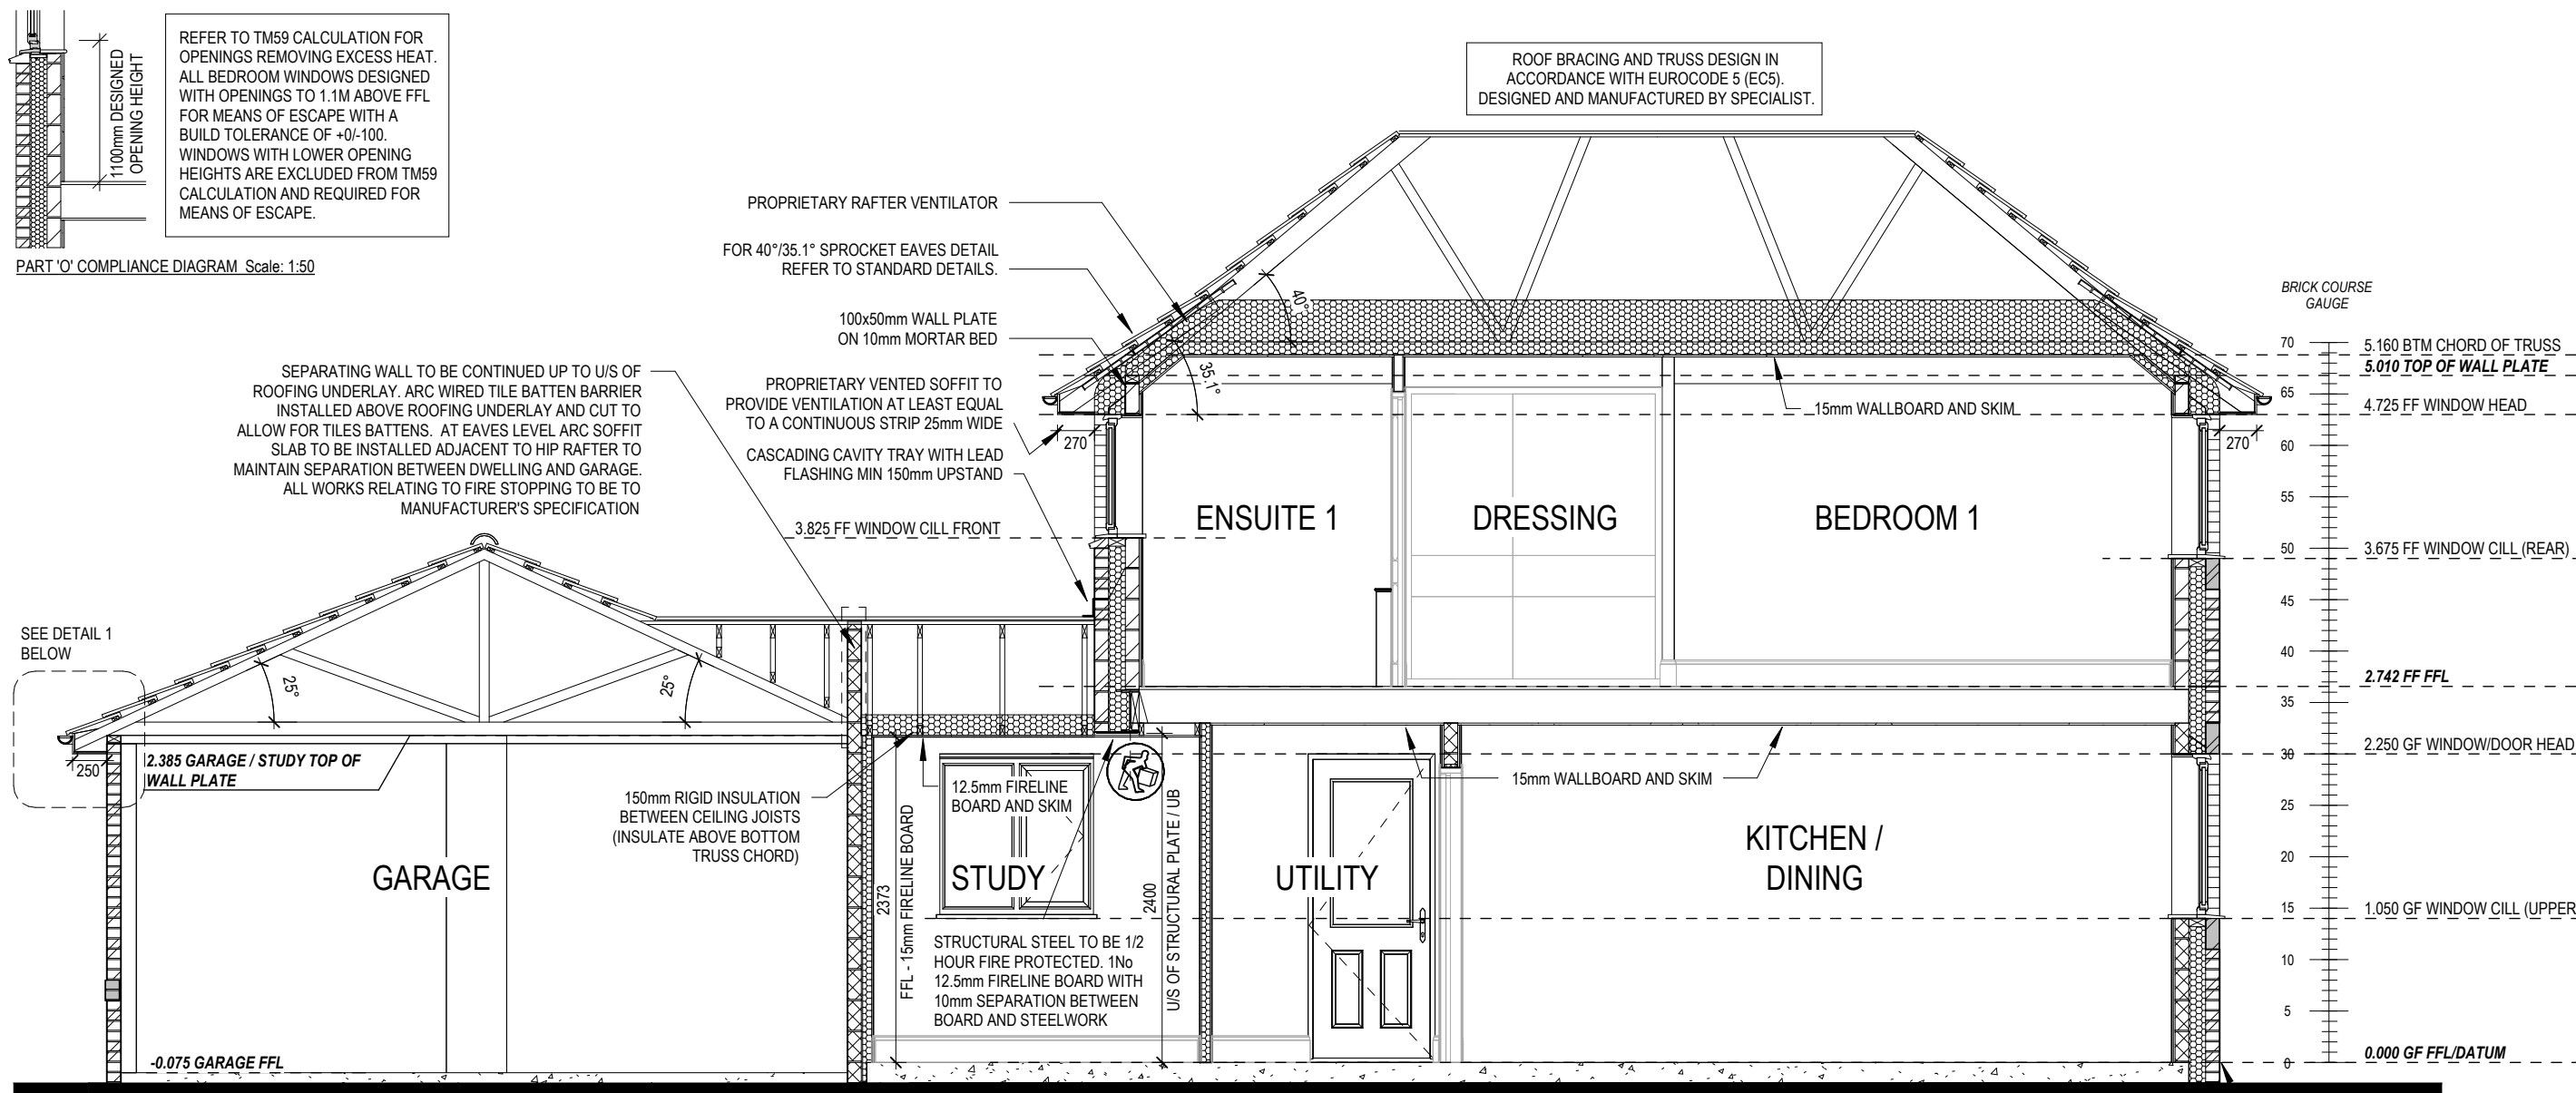 1100mm DESIGNED
OPENING HEIGHT
REFER TO TM59 CALCULATION FOR
OPENINGS REMOVING EXCESS HEAT.
ALL BEDROOM WINDOWS DESIGNED
WITH OPENINGS TO 1.1M ABOVE FFL
FOR MEANS OF ESCAPE WITH A
BUILD TOLERANCE OF +0/-100.
WINDOWS WITH LOWER OPENING
HEIGHTS ARE EXCLUDED FROM TM59
CALCULATION AND REQUIRED FOR
MEANS OF ESCAPE.
PART 'O' COMPLIANCE DIAGRAM Scale: 1:50
ROOF BRACING AND TRUSS DESIGN IN
ACCORDANCE WITH EUROCODE 5 (EC5).
DESIGNED AND MANUFACTURED BY SPECIALIST.
PROPRIETARY RAFTER VENTILATOR
FOR 40°/35.1° SPROCKET EAVES DETAIL
REFER TO STANDARD DETAILS.
100x50mm WALL PLATE
ON 10mm MORTAR BED
PROPRIETARY VENTED SOFFIT TO
PROVIDE VENTILATION AT LEAST EQUAL
TO A CONTINUOUS STRIP 25mm WIDE
CASCADING CAVITY TRAY WITH LEAD
FLASHING MIN 150mm UPSTAND
3.825 FF WINDOW CILL FRONT
SEPARATING WALL TO BE CONTINUED UP TO U/S OF
ROOFING UNDERLAY. ARC WIRED TILE BATTEN BARRIER
INSTALLED ABOVE ROOFING UNDERLAY AND CUT TO
ALLOW FOR TILES BATTENS. AT EAVES LEVEL ARC SOFFIT
SLAB TO BE INSTALLED ADJACENT TO HIP RAFTER TO
MAINTAIN SEPARATION BETWEEN DWELLING AND GARAGE.
ALL WORKS RELATING TO FIRE STOPPING TO BE TO
MANUFACTURER'S SPECIFICATION
40°
35.1°
270
270
15mm WALLBOARD AND SKIM
ENSUITE 1
DRESSING
BEDROOM 1
BRICK COURSE
GAUGE
70
65
60
55
50
45
40
35
30
25
20
15
10
5
0
5.160 BTM CHORD OF TRUSS
5.010 TOP OF WALL PLATE
4.725 FF WINDOW HEAD
3.675 FF WINDOW CILL (REAR)
2.742 FF FFL
2.250 GF WINDOW/DOOR HEAD
1.050 GF WINDOW CILL (UPPER
0.000 GF FFL/DATUM
SEE DETAIL 1
BELOW
25°
25°
250
2.385 GARAGE / STUDY TOP OF
WALL PLATE
150mm RIGID INSULATION
BETWEEN CEILING JOISTS
(INSULATE ABOVE BOTTOM
TRUSS CHORD)
GARAGE
-0.075 GARAGE FFL
12.5mm FIRELINE
BOARD AND SKIM
2373
FFL - 15mm FIRELINE BOARD
STUDY
2400
U/S OF STRUCTURAL PLATE / UB
STRUCTURAL STEEL TO BE 1/2
HOUR FIRE PROTECTED. 1No
12.5mm FIRELINE BOARD WITH
10mm SEPARATION BETWEEN
BOARD AND STEELWORK
15mm WALLBOARD AND SKIM
UTILITY
KITCHEN /
DINING